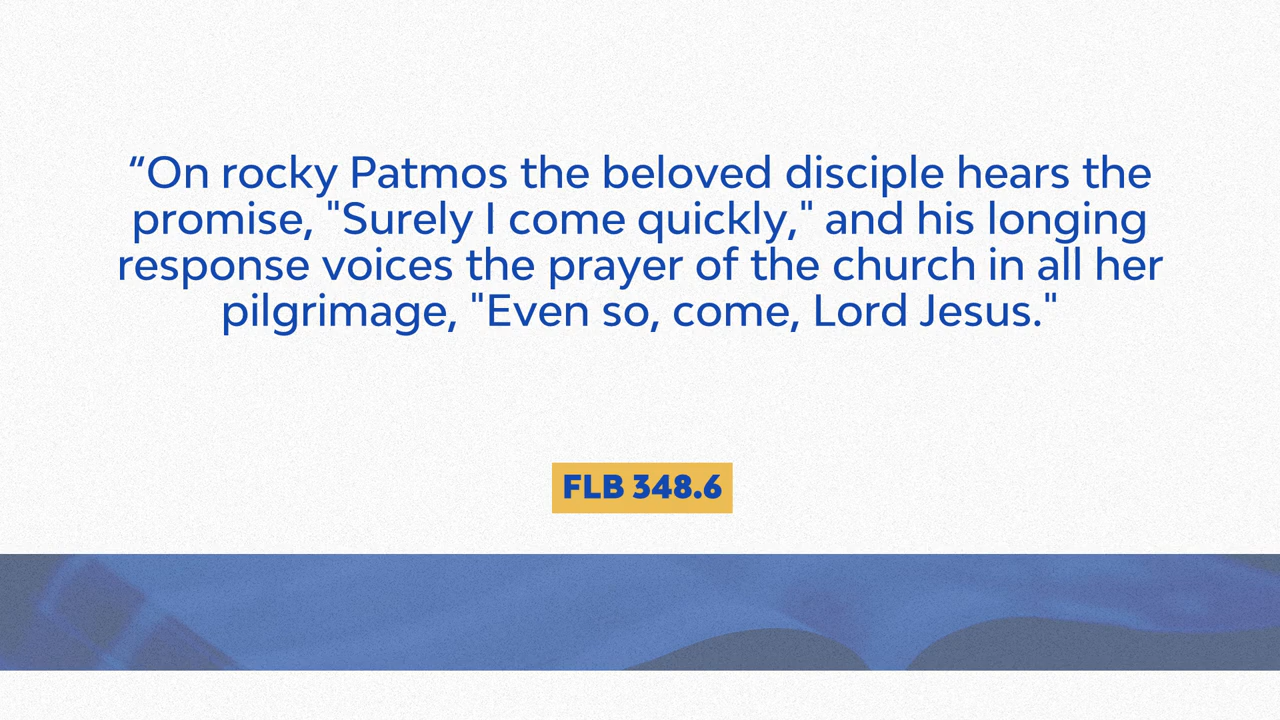 “On rocky Patmos the beloved disciple hears the
promise, "Surely I come quickly," and his longing
response voices the prayer of the church in all her
pilgrimage, "Even so, come, Lord Jesus."
FLB 348.6